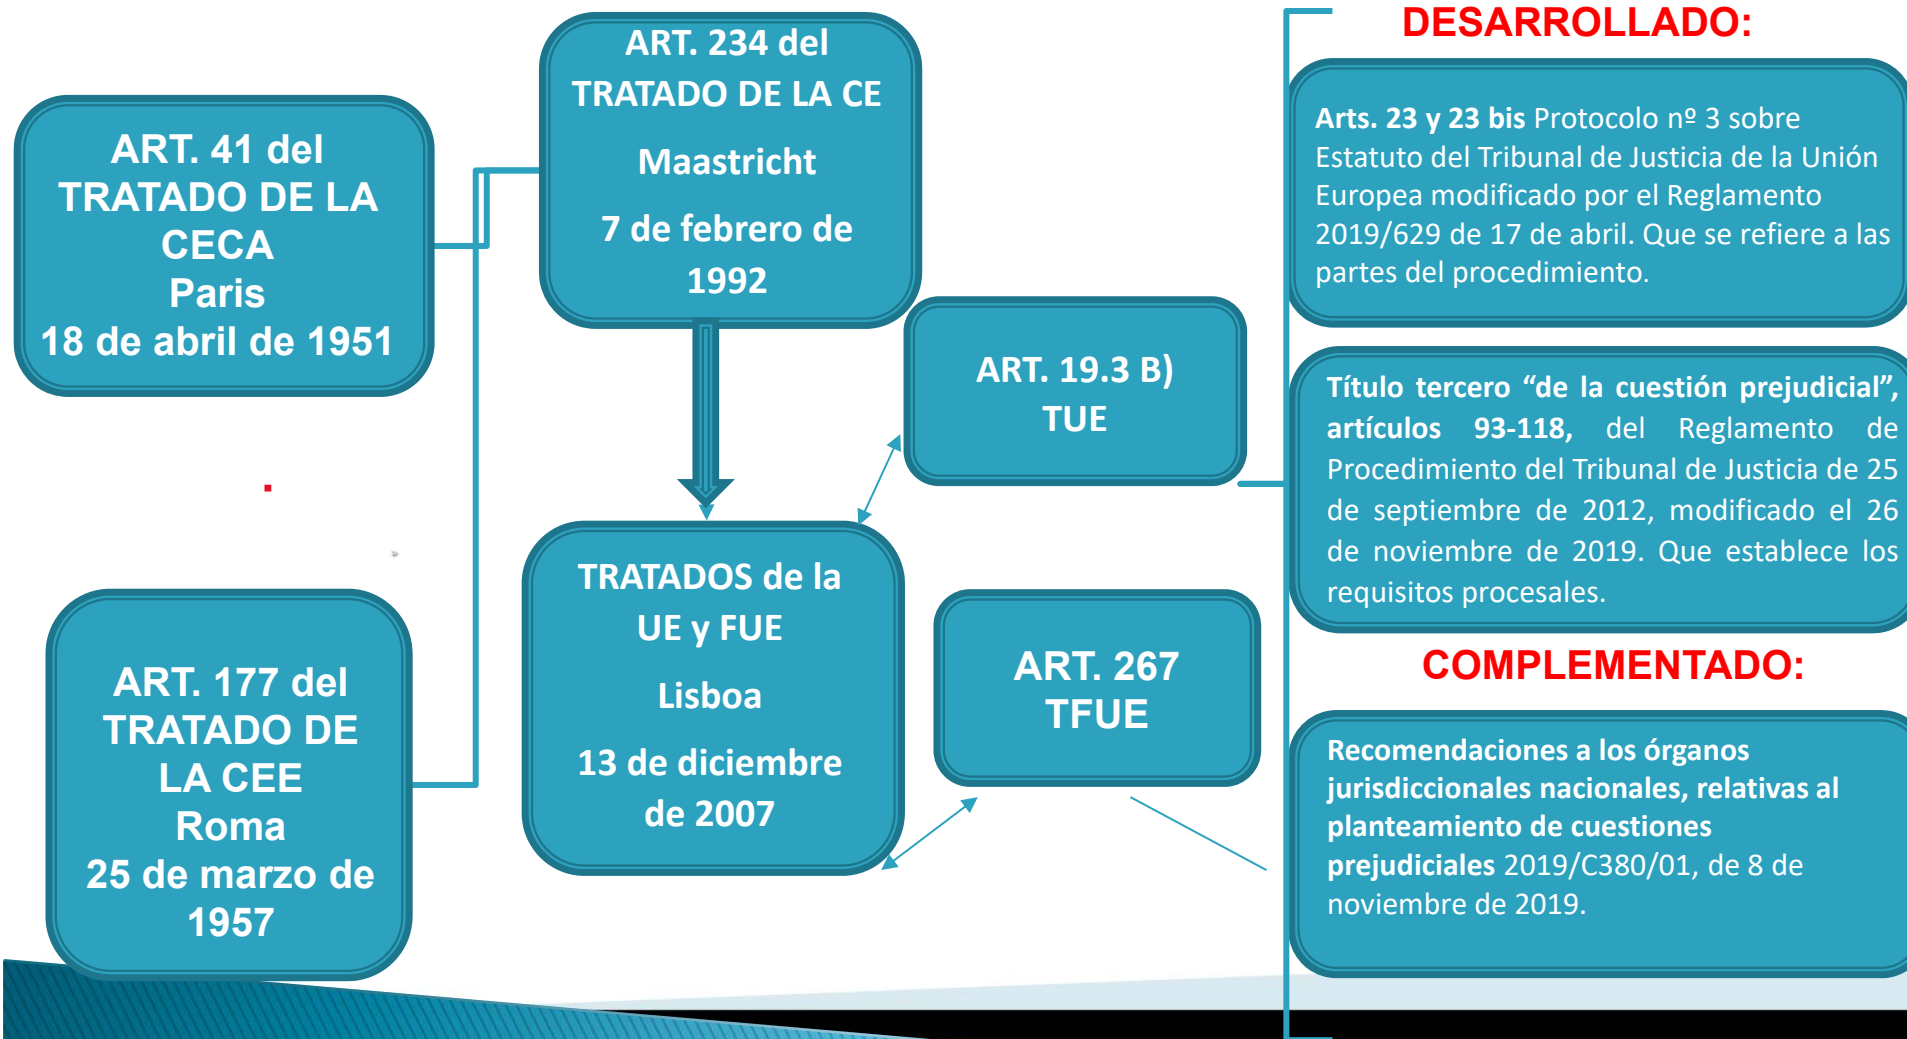 ART. 41 del
TRATADO DE LA
CECA
Paris
18 de abril de 1951
.
ART. 177 del
TRATADO DE
LA CEE
Roma
25 de marzo de
1957
ART. 234 del
TRATADO DE LA CE
Maastricht
7 de febrero de
1992
TRATADOS de la
UE y FUE
Lisboa
13 de diciembre
de 2007
ART. 19.3 B)
TUE
ART. 267
TFUE
DESARROLLADO:
Arts. 23 y 23 bis Protocolo nº 3 sobre
Estatuto del Tribunal de Justicia de la Unión
Europea modificado por el Reglamento
2019/629 de 17 de abril. Que se refiere a las
partes del procedimiento.
Título tercero “de la cuestión prejudicial”,
artículos 93-118, del Reglamento de
Procedimiento del Tribunal de Justicia de 25
de septiembre de 2012, modificado el 26
de noviembre de 2019. Que establece los
requisitos procesales.
COMPLEMENTADO:
Recomendaciones a los órganos
jurisdiccionales nacionales, relativas al
planteamiento de cuestiones
prejudiciales 2019/C380/01, de 8 de
noviembre de 2019.